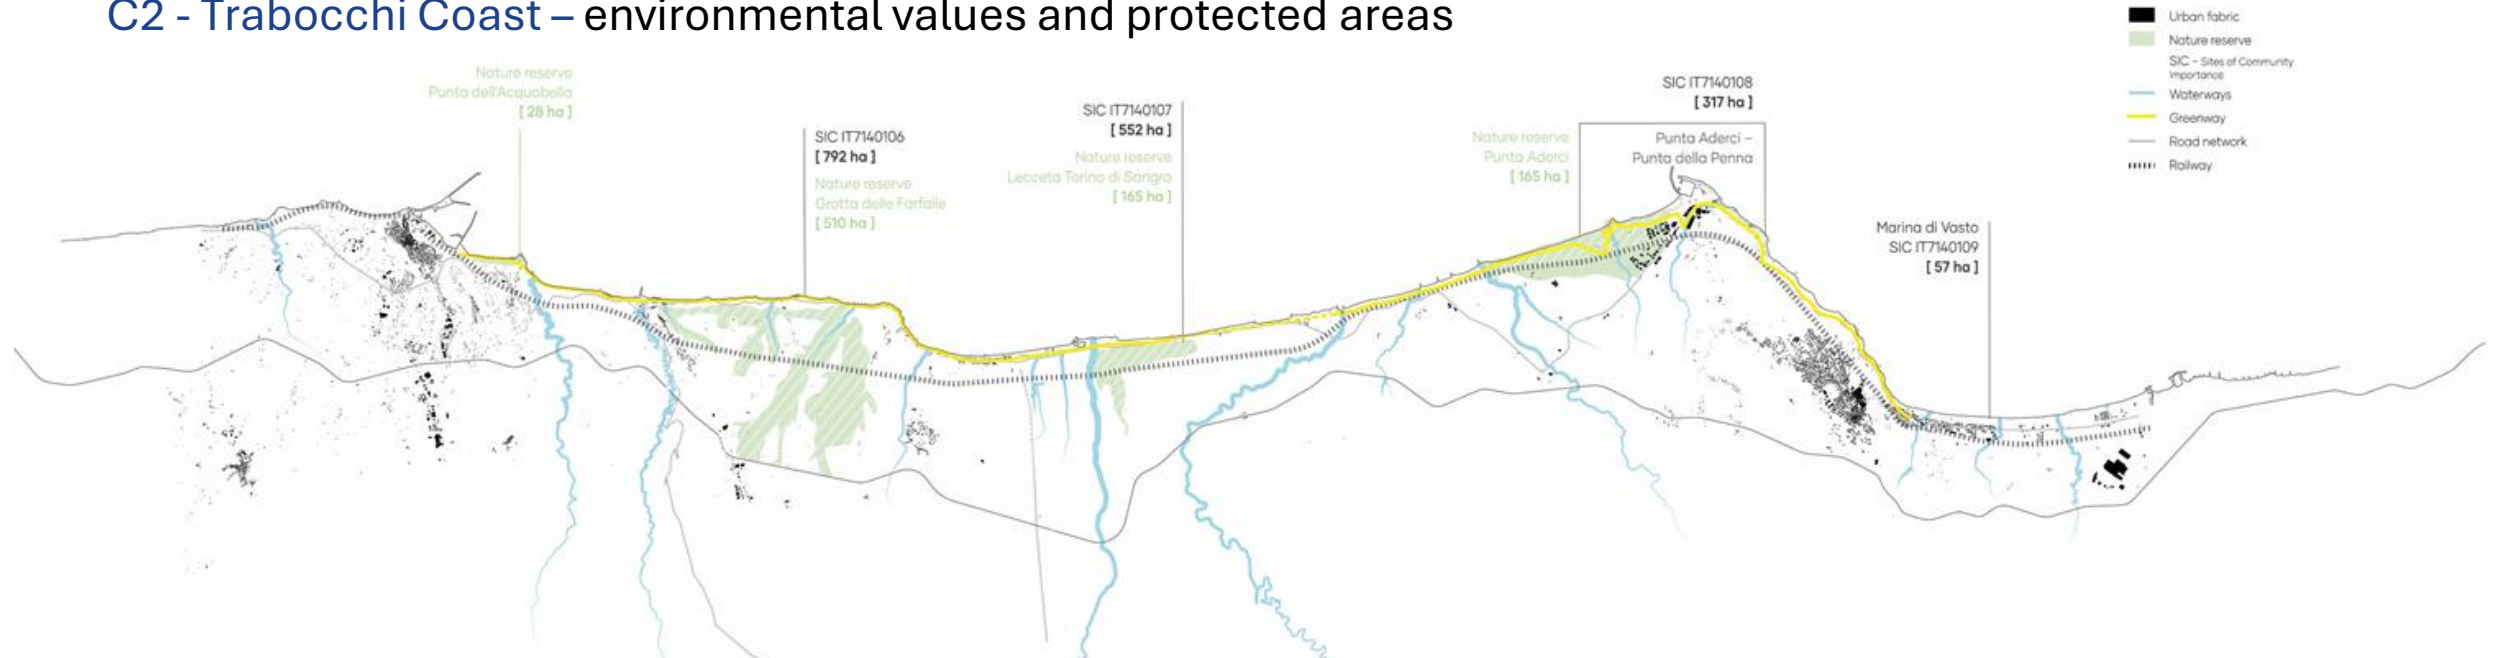 C2 - Trabocchi Coast – environmental values and protected areas
Urban fabric
Nature reserve
SIC - Sites of Community
Importance
Waterways
Greenway
Road network
Railway
Nature reserve
Punta dell'Acquabella
[ 28 ha ]
SIC IT7140106
[ 792 ha ]
Nature reserve
Grotta delle Farfalle
[ 510 ha ]
SIC IT7140107
[ 552 ha ]
Nature reserve
Lecceta Torino di Sangro
[ 165 ha ]
SIC IT7140108
[ 317 ha ]
Nature reserve
Punta Aderci
[ 165 ha ]
Punta Aderci –
Punta della Penna
Marina di Vasto
SIC IT7140109
[ 57 ha ]